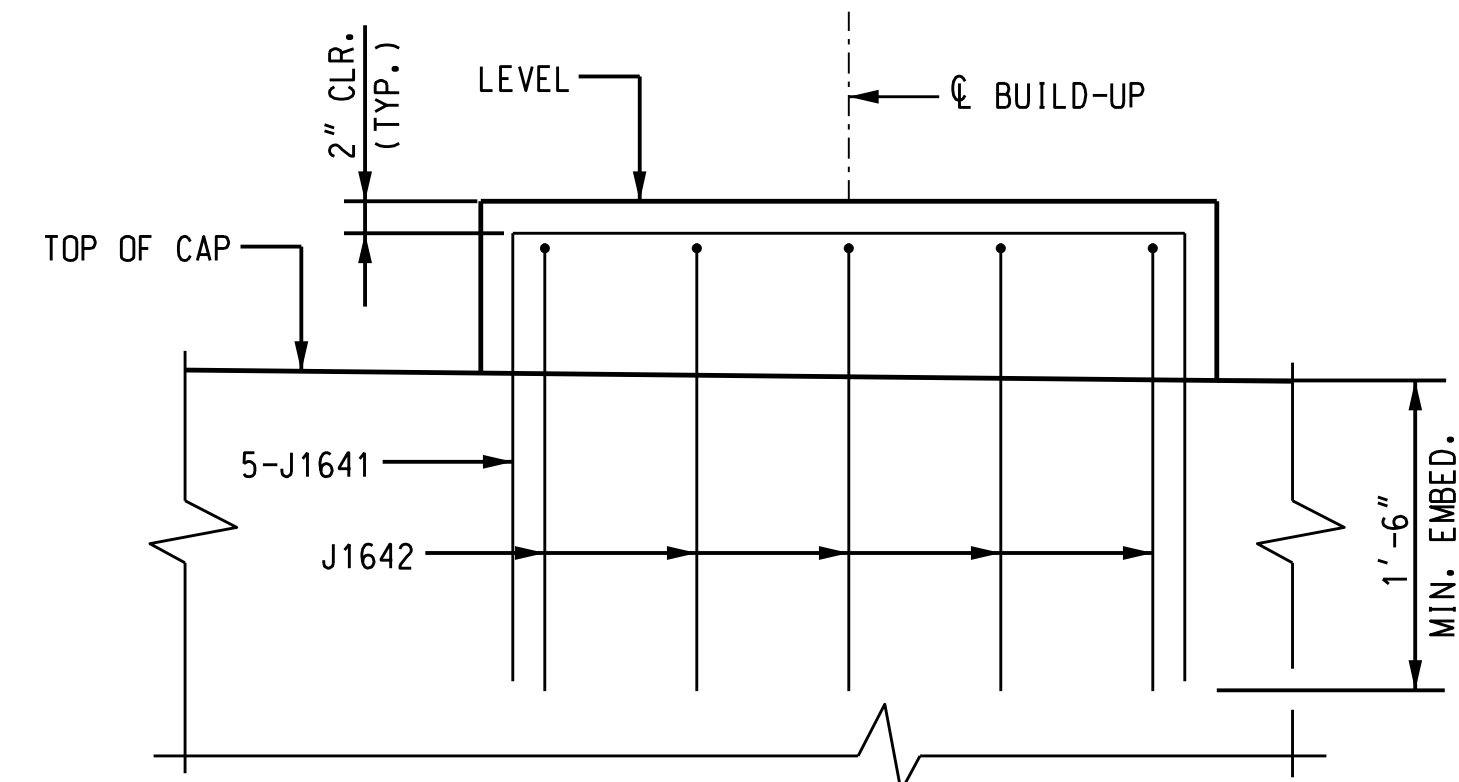 2" CLR.
(TYP.)
LEVEL
℄ BUILD-UP
TOP OF CAP
5-J1641
J1642
1'-6"
MIN. EMBED.